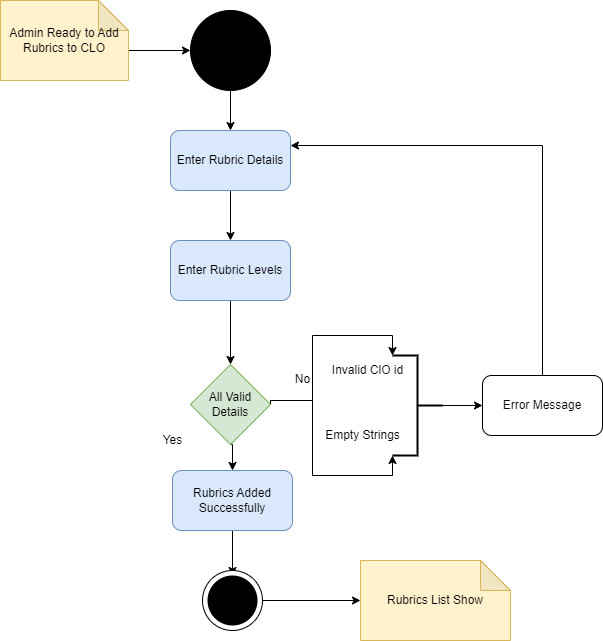 Admin Ready to Add
Rubrics to CLO
Enter Rubric Details
Enter Rubric Levels
All Valid
Details
No
Yes
Invalid ClO id
Empty Strings
Error Message
Rubrics Added
Successfully
Rubrics List Show